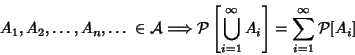 $A_1, A_2, \ldots, A_n, \ldots \in \mathcal{A} \Longrightarrow \mathcal{P}\left[\bigcup_{i=1}^{\infty} A_i\right] = \sum_{i=1}^{\infty} \mathcal{P}[A_i]$